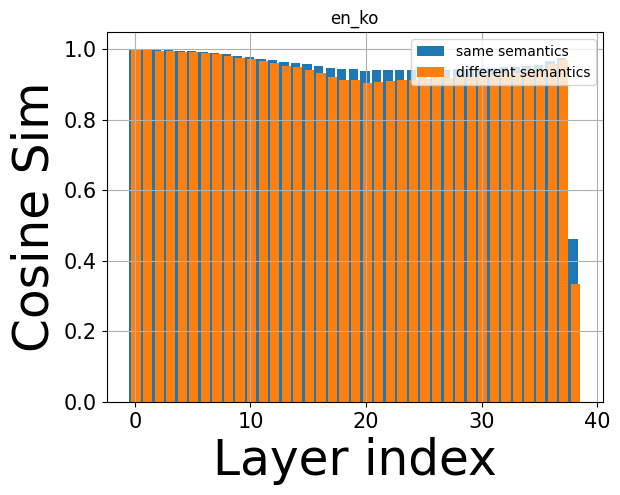 en_ko
same semantics
different semantics
Cosine Sim
1.0
0.8
0.6
0.4
0.2
0.0
0 10 20 30 40
Layer index